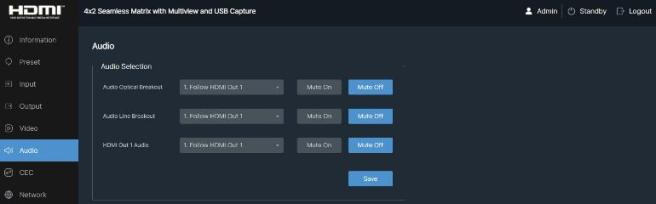 HDMI
4x2 Seamless Matrix with Multiview and USB Capture
Admin
Standby
Logout
Information
Preset
Input
Output
Video
Audio
CEC
Network
Audio
Audio Selection
Audio Optical Breakout 1. Follow HDMI Out 1 Mute On Mute Off
Audio Line Breakout 1. Follow HDMI Out 1 Mute On Mute Off
HDMI Out 1 Audio 1. Follow HDMI Out 1 Mute On Mute Off
Save